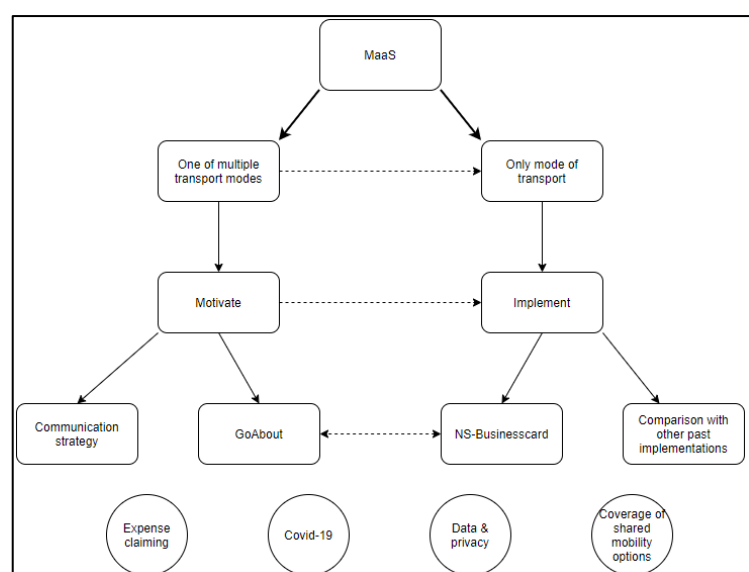 MaaS
One of multiple
transport modes
Only mode of
transport
Motivate
Implement
Communication
strategy
GoAbout
NS-Businesscard
Comparison with
other past
implementations
Expense
claiming
Covid-19
Data &
privacy
Coverage of
shared
mobility
options